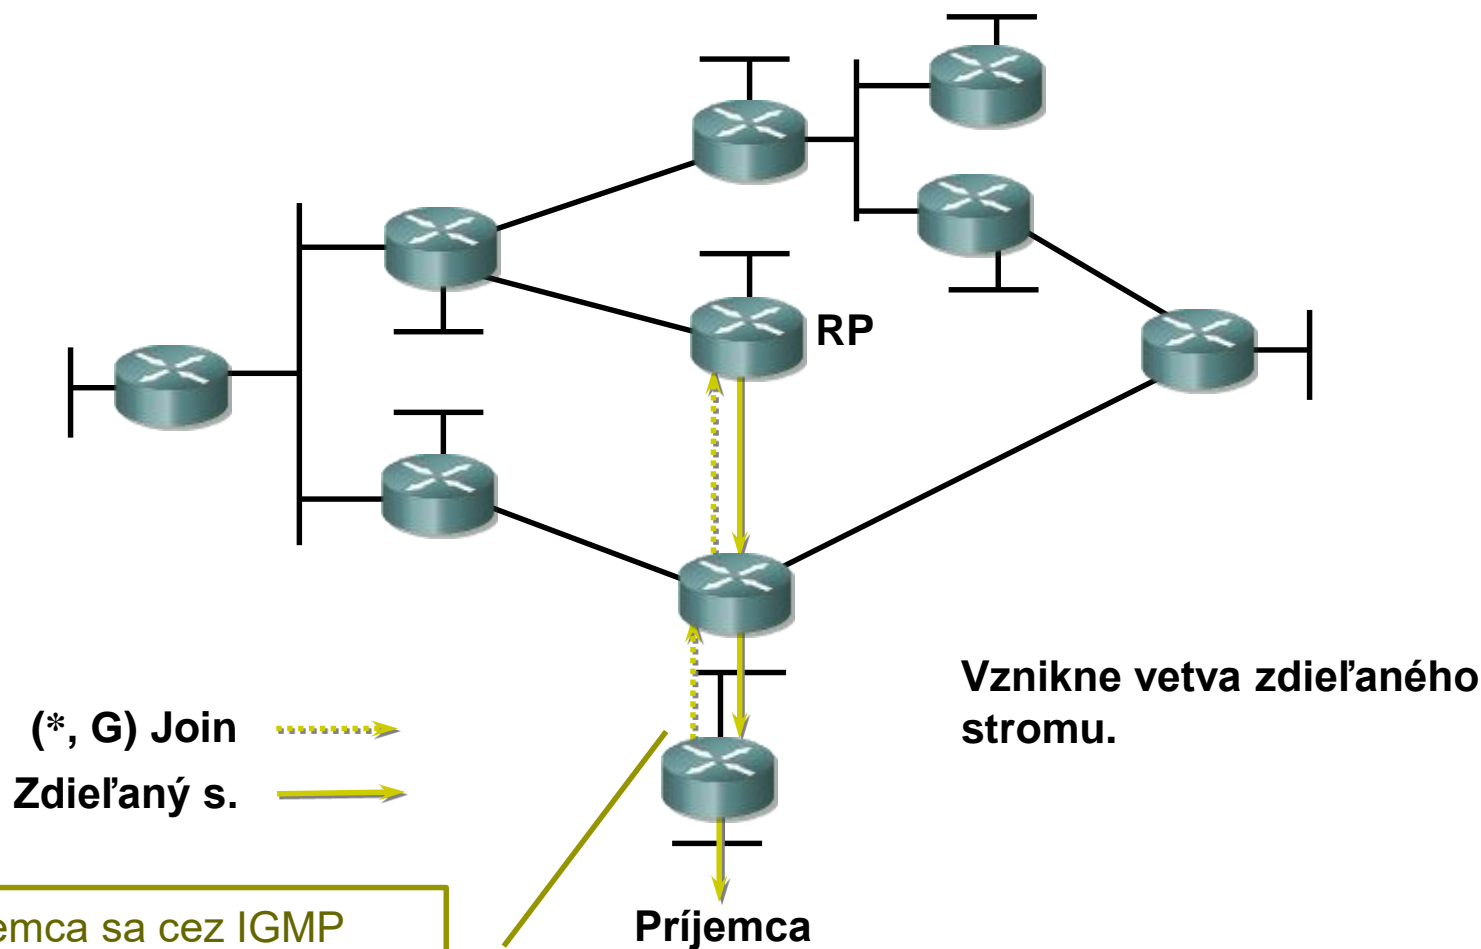 RP
Vznikne vetva zdieľaného
stromu.
(*, G) Join
Zdieľaný s.
emca sa cez IGMP
Príjemca